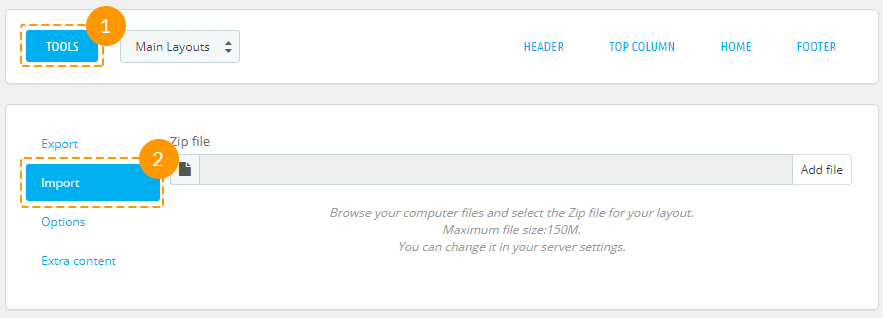 1
TOOLS Main Layouts HEADER TOP COLUMN HOME FOOTER
Export
Zip file
2
Import
Add file
Options
Extra content
Browse your computer files and select the Zip file for your layout.
Maximum file size:150M.
You can change it in your server settings.